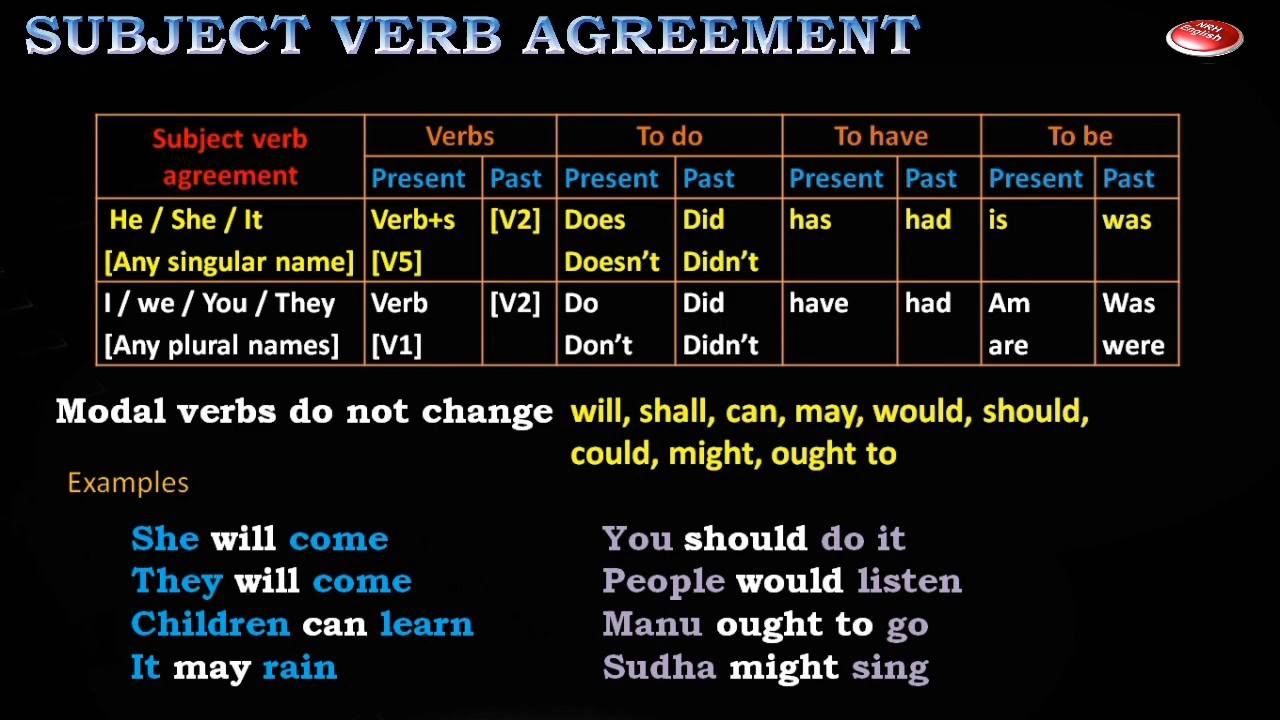 SUBJECT VERB AGREEMENT
NRH
English
Subject verb
agreement
Verbs To do To have To be
Present Past Present Past Present Past Present Past
He / She / It Verb+s [V2] Does Did has had is was
[Any singular name] [V5] Doesn’t Didn’t
I / we / You / They Verb [V2] Do Did have had Am Was
[Any plural names] [V1] Don’t Didn’t are were
Modal verbs do not change will, shall, can, may, would, should,
could, might, ought to
Examples
She will come
They will come
Children can learn
It may rain
You should do it
People would listen
Manu ought to go
Sudha might sing